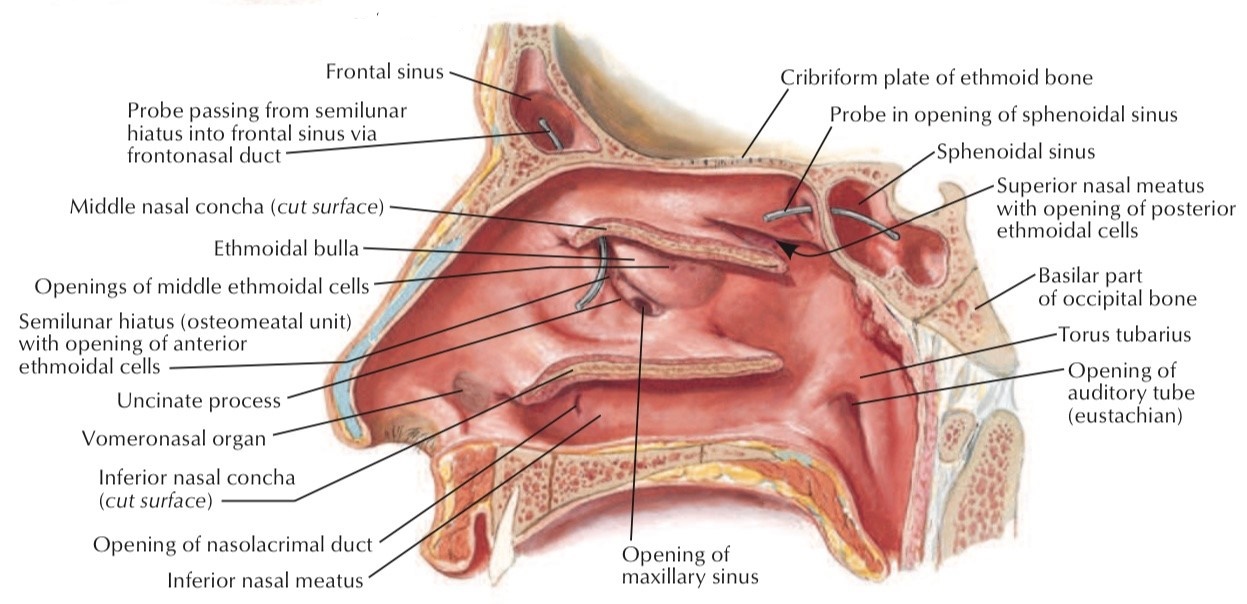 Frontal sinus
Probe passing from semilunar
hiatus into frontal sinus via
frontonasal duct
Middle nasal concha (cut surface)
Ethmoidal bulla
Openings of middle ethmoidal cells
Semilunar hiatus (osteomeatal unit)
with opening of anterior
ethmoidal cells
Uncinate process
Vomeronasal organ
Inferior nasal concha
(cut surface)
Opening of nasolacrimal duct
Inferior nasal meatus
Opening of
maxillary sinus
Cribriform plate of ethmoid bone
Probe in opening of sphenoidal sinus
Sphenoidal sinus
Superior nasal meatus
with opening of posterior
ethmoidal cells
Basilar part
of occipital bone
Torus tubarius
Opening of
auditory tube
(eustachian)